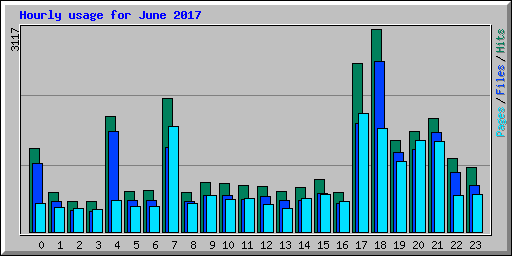 Hourly usage for June 2017
3117
Pages/Files/Hits
0 1 2 3 4 5 6 7 8 9 10 11 12 13 14 15 16 17 18 19 20 21 22 23